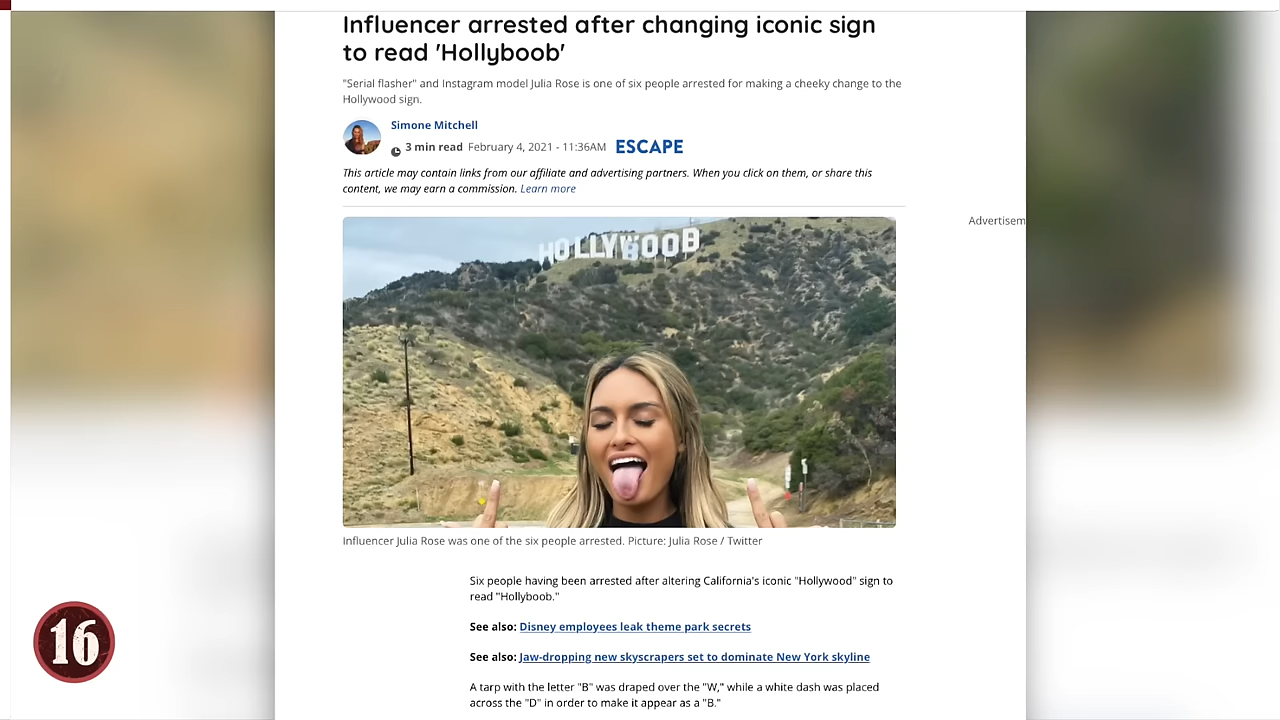 Influencer arrested after changing iconic sign
to read 'Hollyboob'
"Serial flasher" and Instagram model Julia Rose is one of six people arrested for making a cheeky change to the
Hollywood sign.
Simone Mitchell
3 min read February 4, 2021 - 11:36AM ESCAPE
This article may contain links from our affiliate and advertising partners. When you click on them, or share this
content, we may earn a commission. Learn more
Advertisem
HOLLYBOOB
Influencer Julia Rose was one of the six people arrested. Picture: Julia Rose / Twitter
Six people having been arrested after altering California's iconic "Hollywood" sign to
read "Hollyboob."
See also: Disney employees leak theme park secrets
See also: Jaw-dropping new skyscrapers set to dominate New York skyline
A tarp with the letter "B" was draped over the "W," while a white dash was placed
across the "D" in order to make it appear as a "B."
16